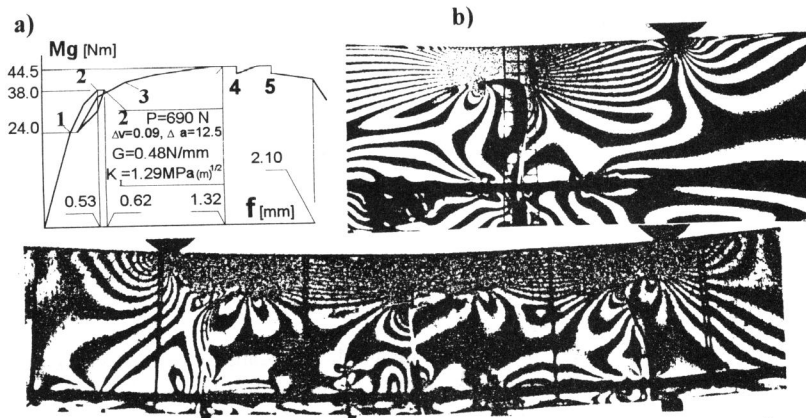 a)
b)
Mg [Nm]
44.5
38.0
24.0
1
2
2
3
4
5
P=690 N
Δv=0.09, Δ a=12.5
G=0.48N/mm
K =1.29MPa (m)1/2
2.10
0.53
0.62
1.32
f [mm]